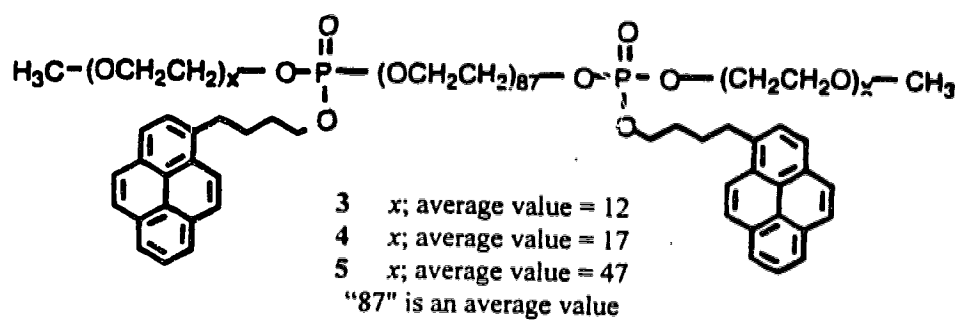 O O
H₃C–(OCH₂CH₂)ₓ—O–P—(OCH₂CH₂)₈₇—O–P—O—(CH₂CH₂O)ₓ–CH₃
O O
3 x; average value = 12
4 x; average value = 17
5 x; average value = 47
“87" is an average value